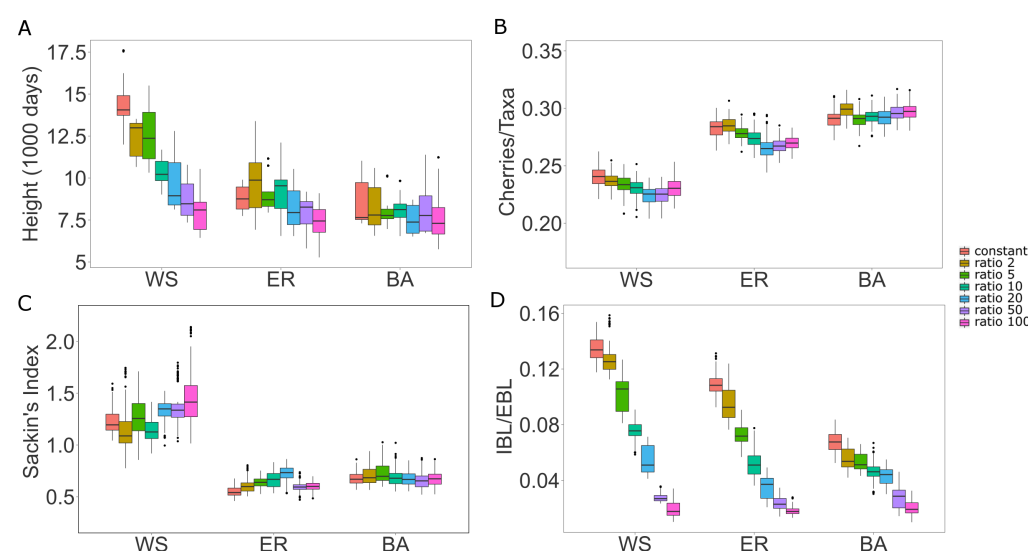 A
Height (1000 days)
17.5
15
12.5
10
7.5
5
WS ER BA
B
Cherries/Taxa
0.35
0.30
0.25
0.20
WS ER BA
constant
ratio 2
ratio 5
ratio 10
ratio 20
ratio 50
ratio 100
C
Sackin's Index
2.0
1.5
1.0
0.5
WS ER BA
D
IBL/EBL
0.16
0.12
0.08
0.04
WS ER BA